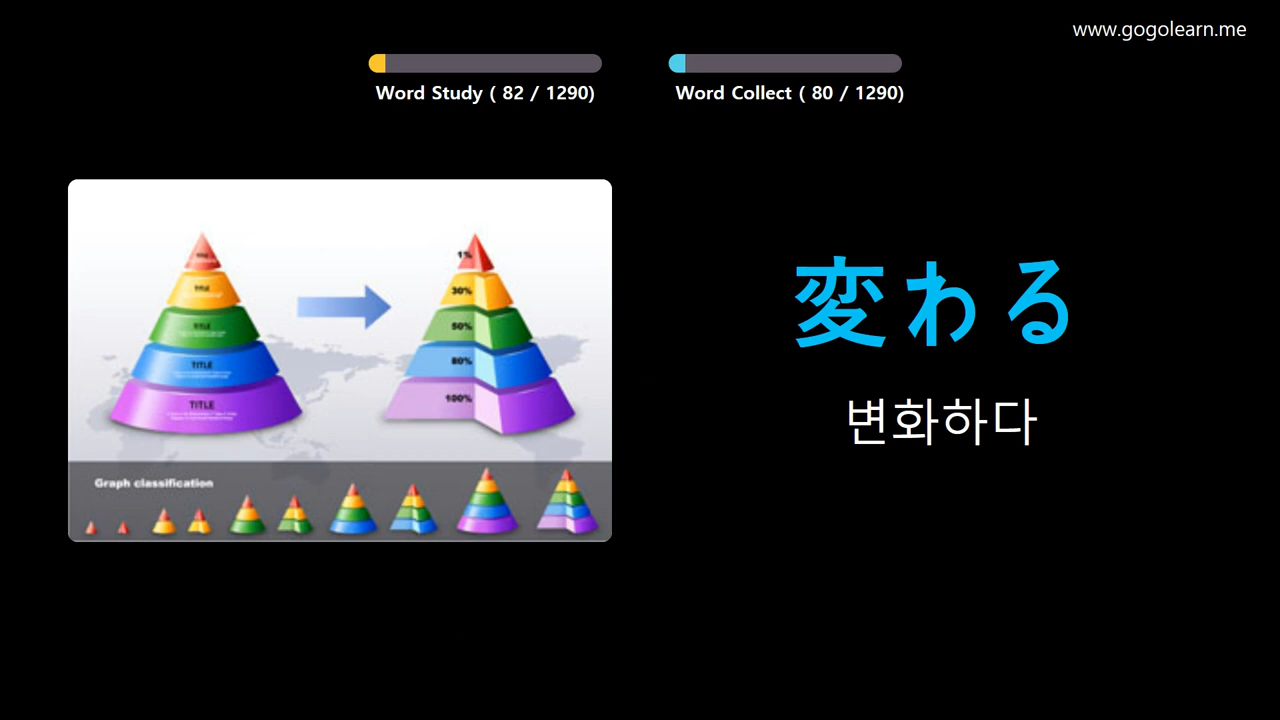 www.gogolearn.me
Word Study ( 82 / 1290)
Word Collect ( 80 / 1290)
TITLE
TITLE
TITLE
TITLE
1%
30%
50%
80%
100%
Graph classification
変わる
변화하다